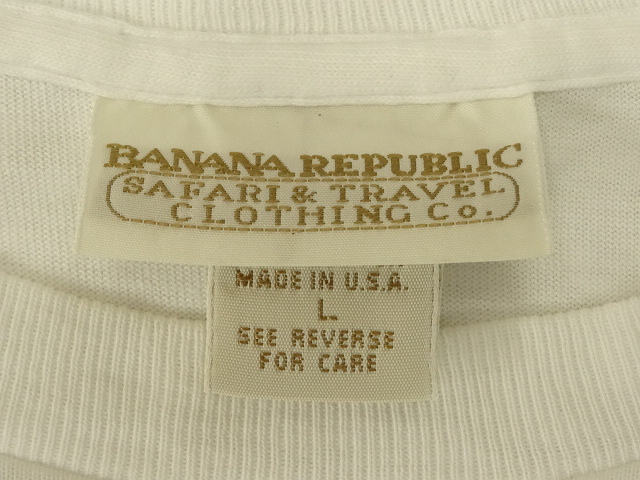 BANANA REPUBLIC
SAFARI & TRAVEL
CLOTHING Co.
MADE IN U.S.A.
L
SEE REVERSE
FOR CARE